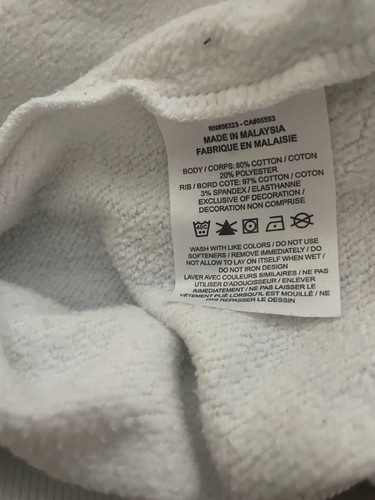 RN#56323 - CA#05553
MADE IN MALAYSIA
FABRIQUE EN MALAISIE
BODY / CORPS: 80% COTTON / COTON
20% POLYESTER
RIB / BORD COTE: 97% COTTON / COTON
3% SPANDEX / ELASTHANNE
EXCLUSIVE OF DECORATION /
DECORATION NON COMPRISE
WASH WITH LIKE COLORS / DO NOT USE
SOFTENERS / REMOVE IMMEDIATELY / DO
NOT ALLOW TO LAY ON ITSELF WHEN WET /
DO NOT IRON DESIGN
LAVER AVEC COULEURS SIMILAIRES / NE PAS
UTILISER D'ADOUCISSEUR / ENLEVER
IMMEDIATEMENT / NE PAS LAISSER LE
VÊTEMENT PLIE LORSQU'IL EST MOUILLÉ / NE
PAS REPASSER LE DESSIN